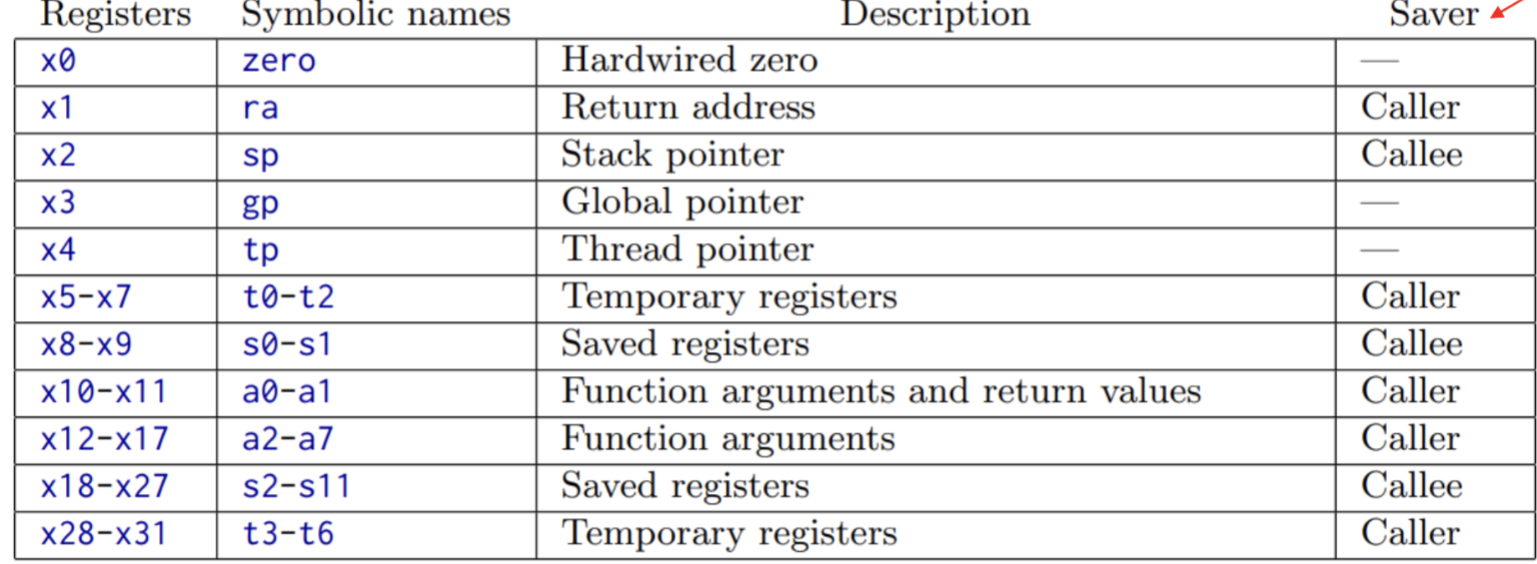 Registers Symbolic names Description Saver
x0 zero Hardwired zero —
x1 ra Return address Caller
x2 sp Stack pointer Callee
x3 gp Global pointer —
x4 tp Thread pointer —
x5-x7 t0-t2 Temporary registers Caller
x8-x9 s0-s1 Saved registers Callee
x10-x11 a0-a1 Function arguments and return values Caller
x12-x17 a2-a7 Function arguments Caller
x18-x27 s2-s11 Saved registers Callee
x28-x31 t3-t6 Temporary registers Caller